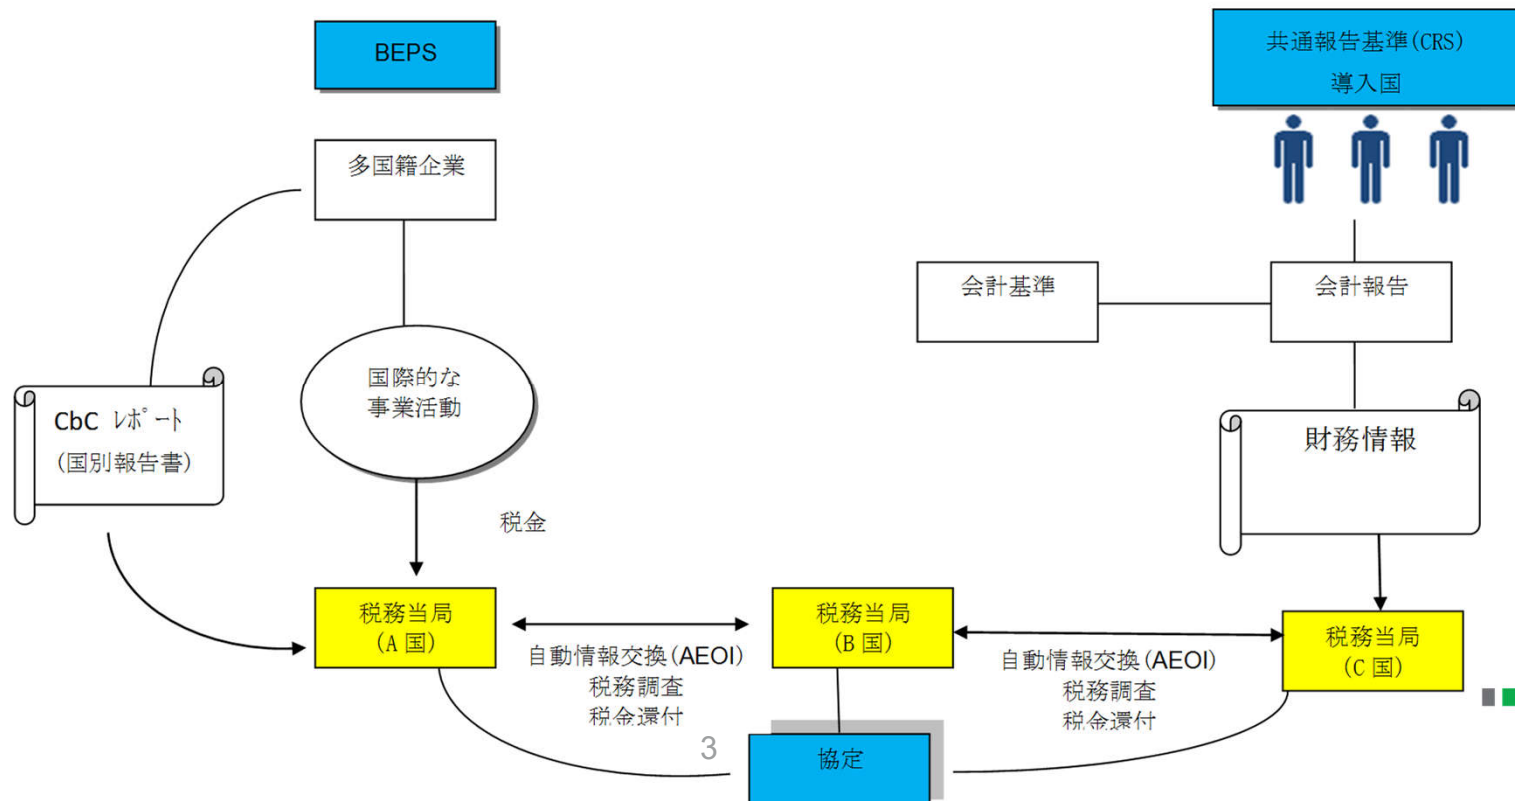 BEPS
共通報告基準(CRS)
導入国
多国籍企業
会計基準
会計報告
国際的な
事業活動
CbC ﾚﾎﾟｰﾄ
(国別報告書)
財務情報
税金
税務当局
(A国)
税務当局
(B国)
税務当局
(C国)
自動情報交換(AEOI)
税務調査
税金還付
自動情報交換(AEOI)
税務調査
税金還付
3
協定